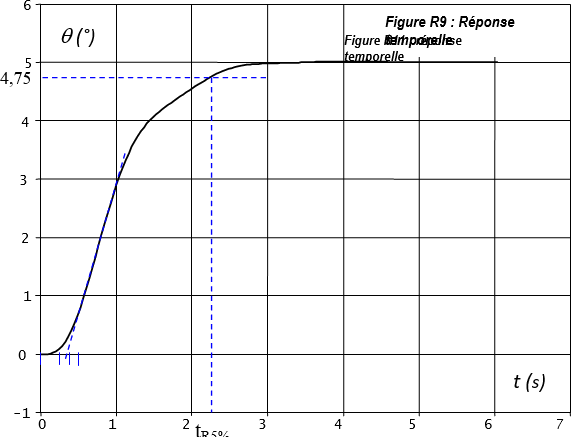 6
Figure R9 : Réponse
temporelle
θ (°)
Figure
réponse
temporelle
5
4,75
4
3
2
1
0
t (s)
-1
0 1 2 3 4 5 6 7
tR5%